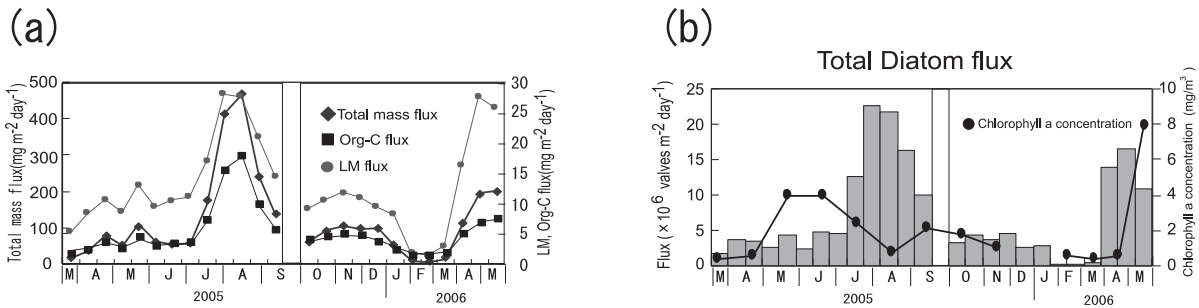 (a)
Total mass flux(mg m-2 day-1)
500
400
300
200
100
0
Total mass flux
Org-C flux
LM flux
30
25
20
15
10
5
0
LM, Org-C flux(mg m-2 day-1)
M A M J J A S O N D J F M A M
2005 2006
(b)
Total Diatom flux
Flux (×10⁶ valves m-2 day-1)
25
20
15
10
5
0
Chlorophyll a concentration
10
8
6
4
2
0
Chlorophyll a concentration (mg/m³)
M A M J J A S O N D J F M A M
2005 2006